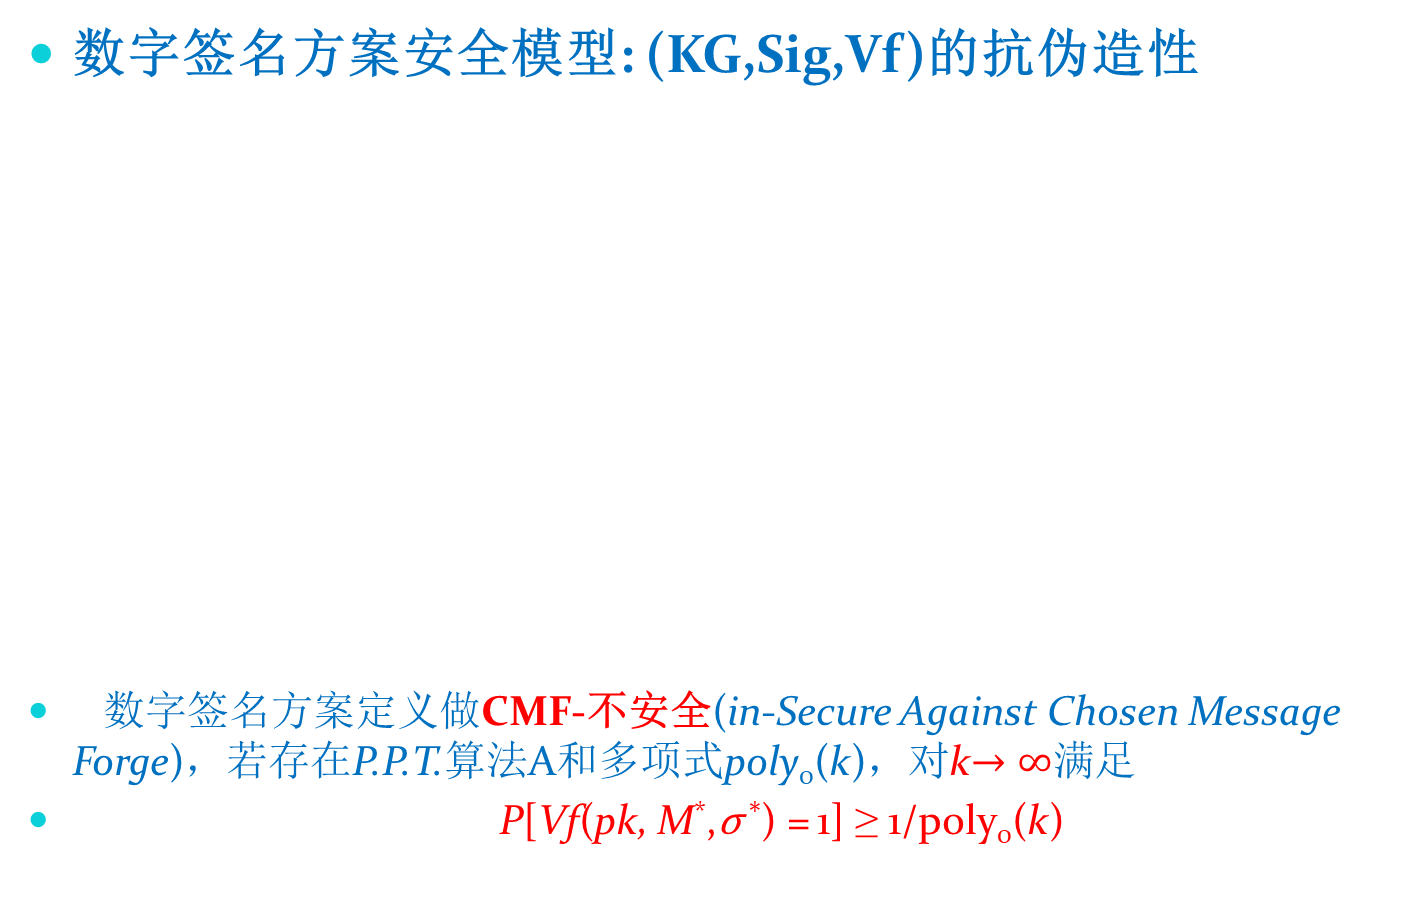 • 数字签名方案安全模型: (KG,Sig,Vf)的抗伪造性
• 数字签名方案定义做CMF-不安全(in-Secure Against Chosen Message
Forge)，若存在P.P.T.算法A和多项式poly₀(k)，对k→ ∞满足
• P[Vf(pk, M*,σ*) = 1] ≥ 1/poly₀(k)